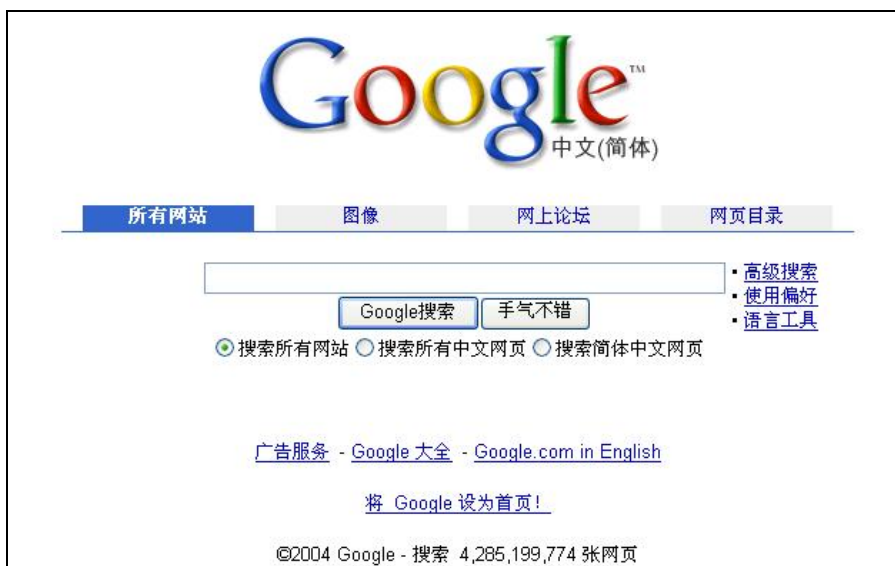 Google™
中文(简体)
所有网站 图像 网上论坛 网页目录
高级搜索
Google搜索 手气不错
使用偏好
语言工具
搜索所有网站 搜索所有中文网页 搜索简体中文网页
广告服务 - Google 大全 - Google.com in English
将 Google 设为首页!
©2004 Google - 搜索 4,285,199,774 张网页